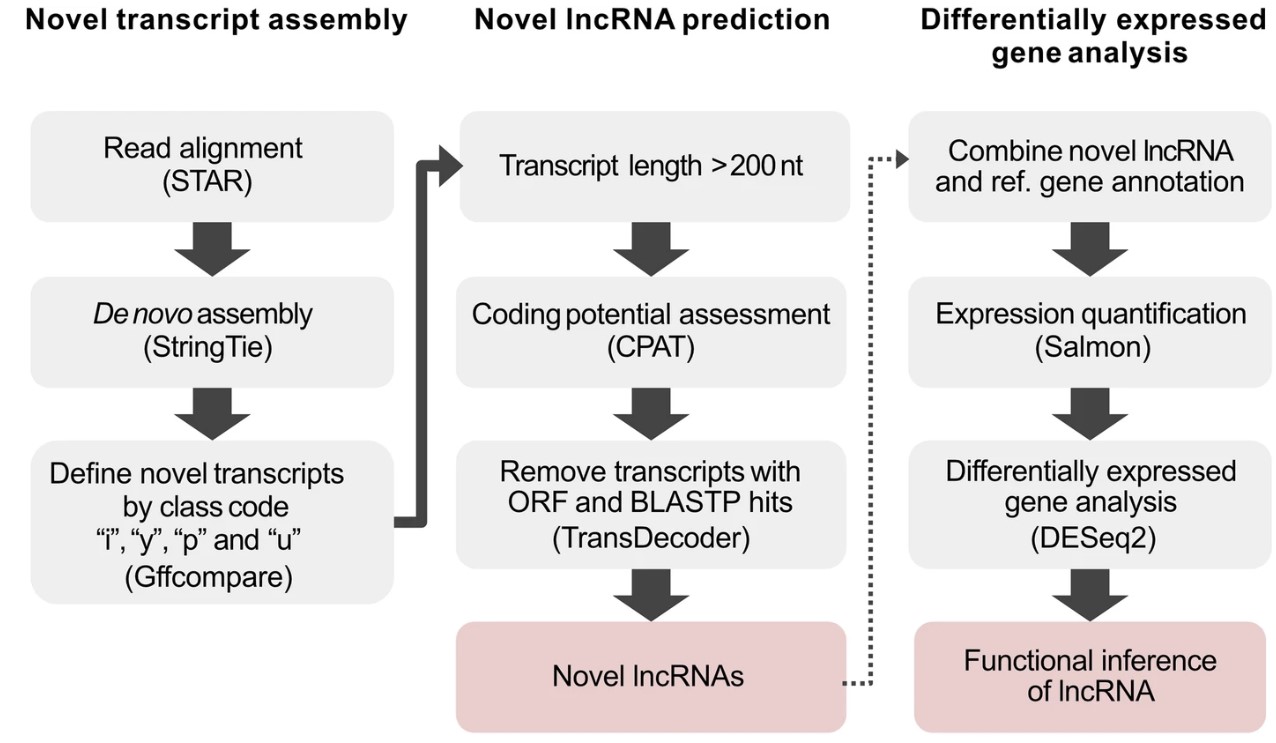 Novel transcript assembly
Read alignment
(STAR)
De novo assembly
(StringTie)
Define novel transcripts
by class code
“i”, “y”, “p” and “u”
(Gffcompare)
Novel lncRNA prediction
Transcript length >200 nt
Coding potential assessment
(CPAT)
Remove transcripts with
ORF and BLASTP hits
(TransDecoder)
Novel lncRNAs
Differentially expressed
gene analysis
Combine novel lncRNA
and ref. gene annotation
Expression quantification
(Salmon)
Differentially expressed
gene analysis
(DESeq2)
Functional inference
of lncRNA